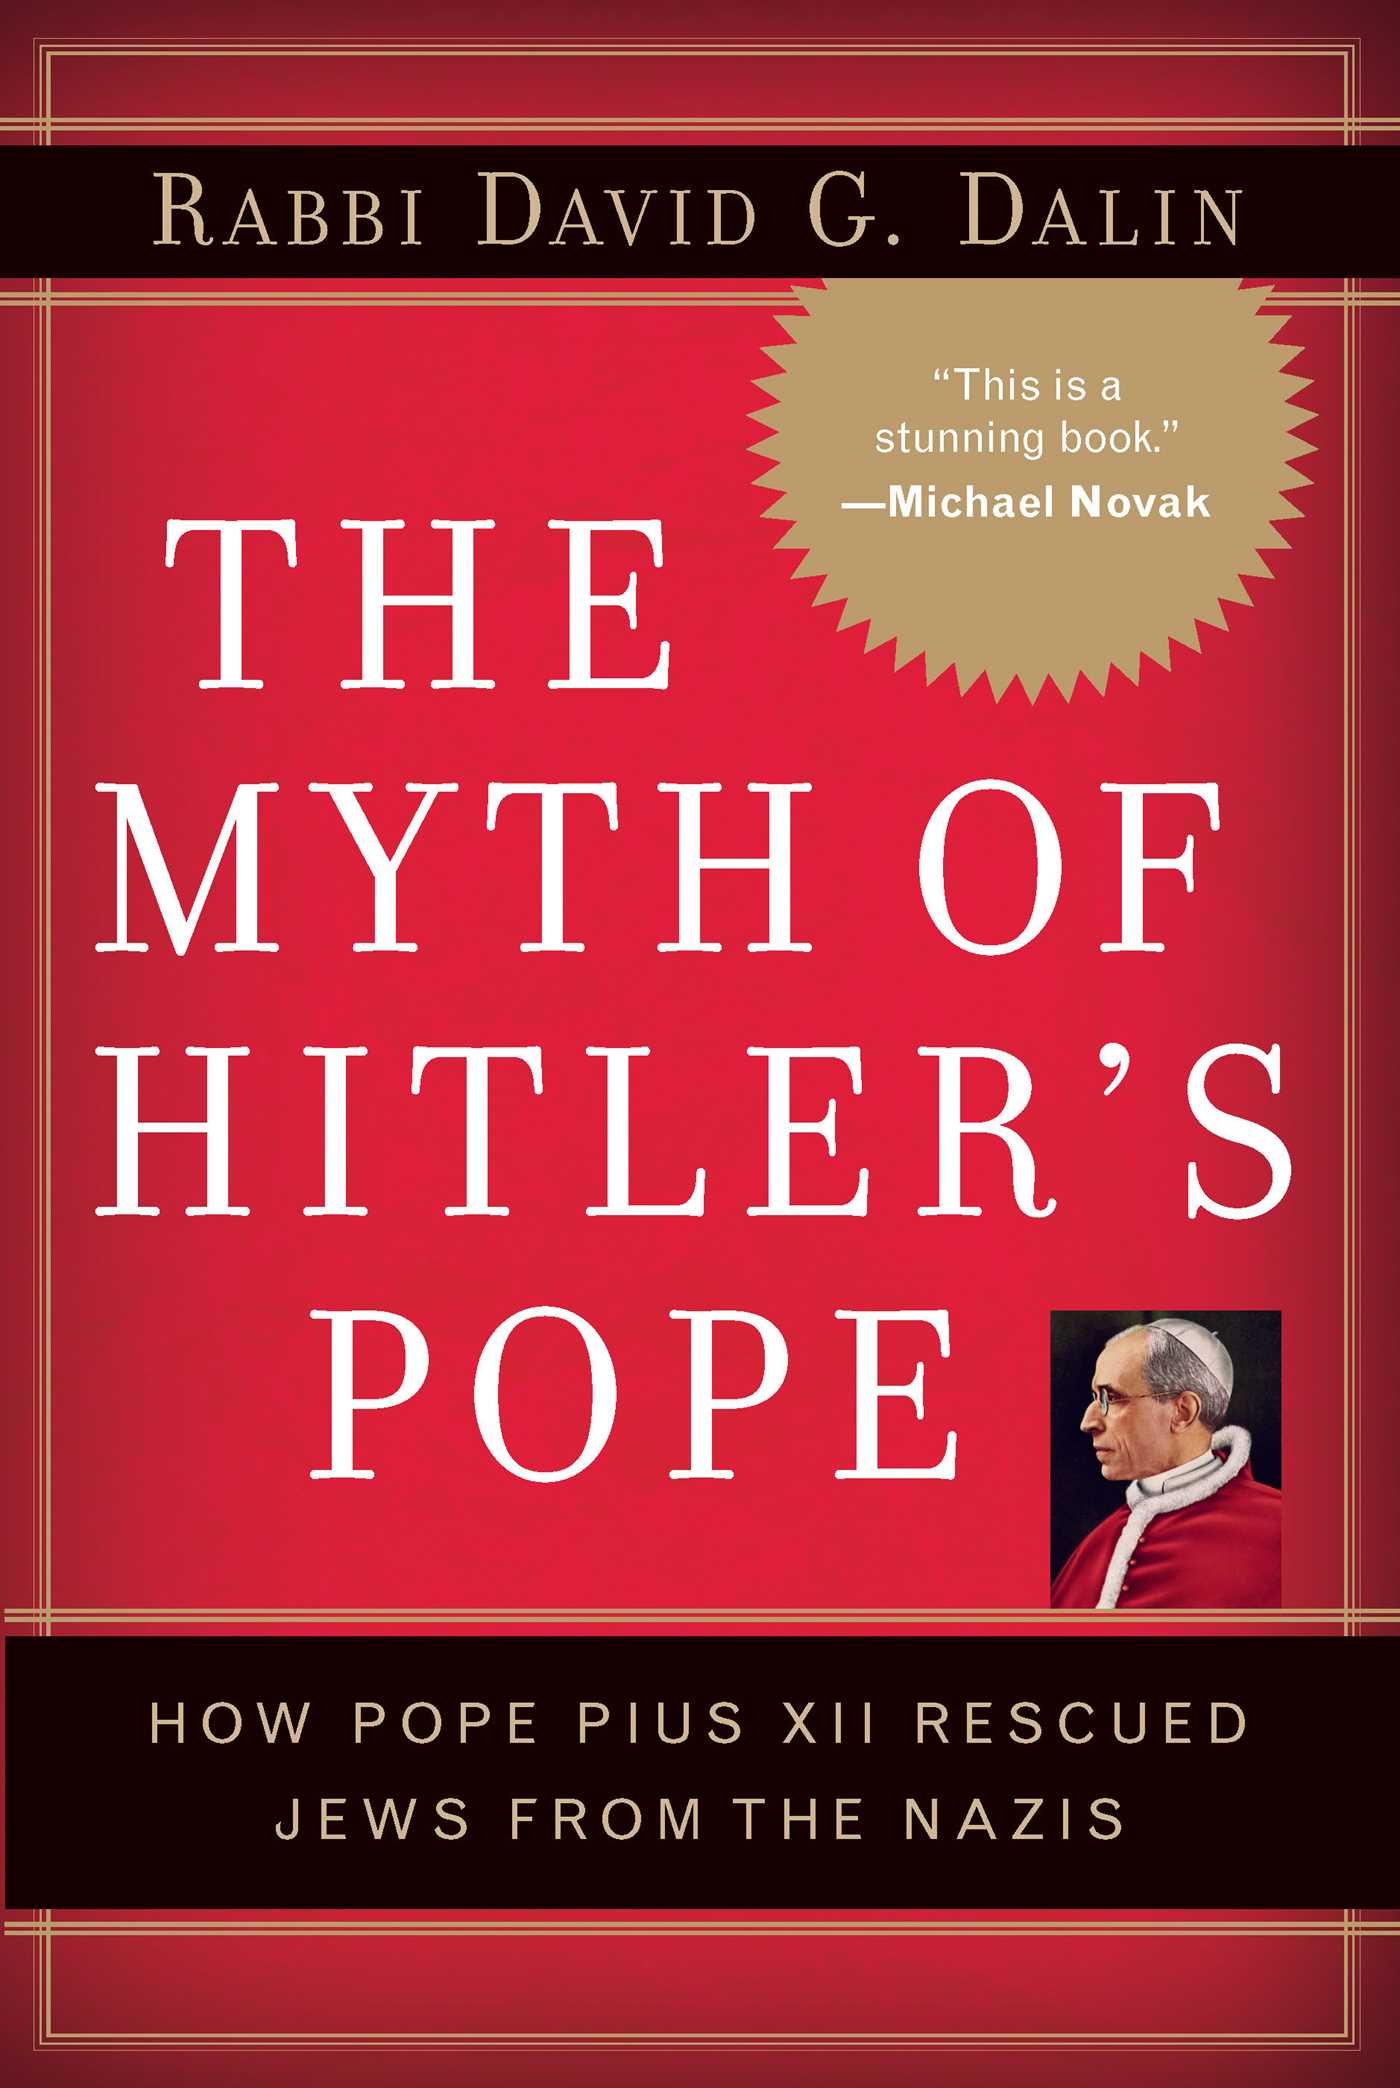 RABBI DAVID G. DALIN
“This is a
stunning book.”
—Michael Novak
THE
MYTH OF
HITLER’S
POPE
HOW POPE PIUS XII RESCUED
JEWS FROM THE NAZIS